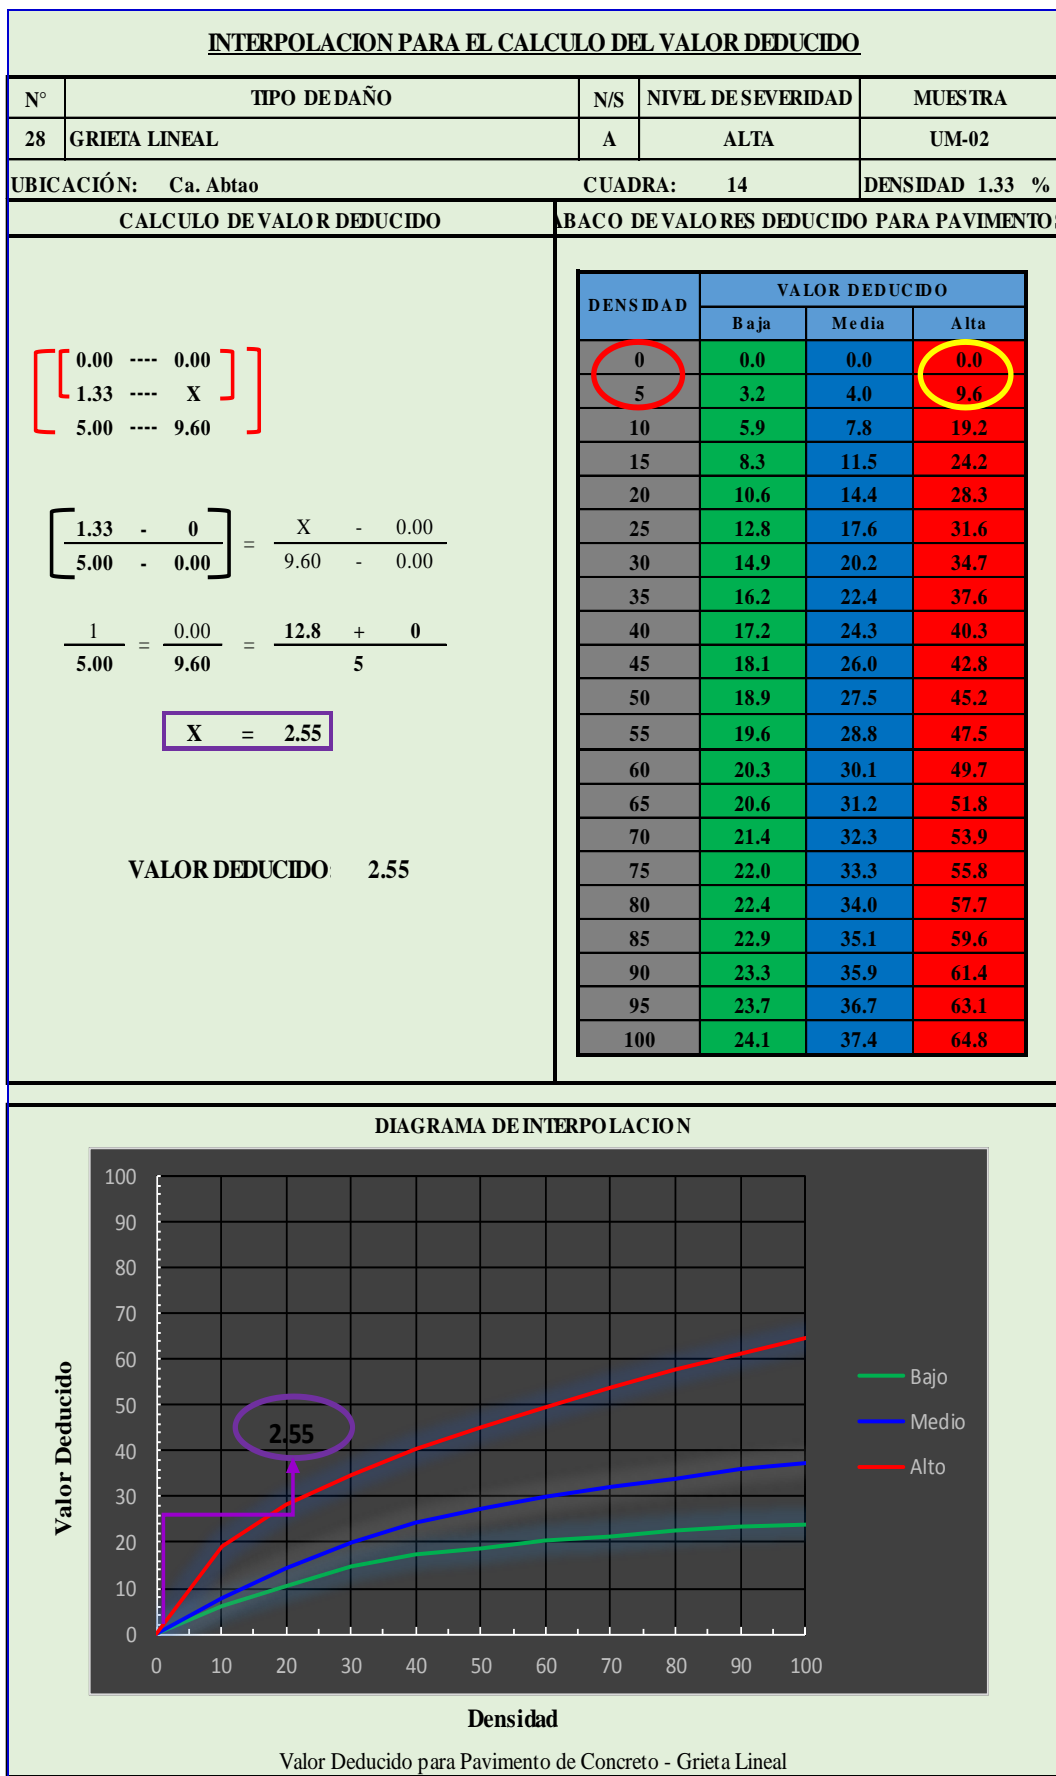 INTERPOLACION PARA EL CALCULO DEL VALOR DEDUCIDO
N° TIPO DE DAÑO N/S NIVEL DE SEVERIDAD MUESTRA
28 GRIETA LINEAL A ALTA UM-02
UBICACIÓN: Ca. Abtao CUADRA: 14 DENSIDAD 1.33 %
CALCULO DE VALOR DEDUCIDO
ABACO DE VALORES DEDUCIDO PARA PAVIMENTOS
0.00 ---- 0.00
1.33 ---- X
5.00 ---- 9.60
1.33 - 0 = X - 0.00
5.00 - 0.00 9.60 - 0.00
1 = 0.00 = 12.8 + 0
5.00 9.60 5
X = 2.55
VALOR DEDUCIDO: 2.55
DENSIDAD VALOR DEDUCIDO
Baja Media Alta
0 0.0 0.0 0.0
5 3.2 4.0 9.6
10 5.9 7.8 19.2
15 8.3 11.5 24.2
20 10.6 14.4 28.3
25 12.8 17.6 31.6
30 14.9 20.2 34.7
35 16.2 22.4 37.6
40 17.2 24.3 40.3
45 18.1 26.0 42.8
50 18.9 27.5 45.2
55 19.6 28.8 47.5
60 20.3 30.1 49.7
65 20.6 31.2 51.8
70 21.4 32.3 53.9
75 22.0 33.3 55.8
80 22.4 34.0 57.7
85 22.9 35.1 59.6
90 23.3 35.9 61.4
95 23.7 36.7 63.1
100 24.1 37.4 64.8
DIAGRAMA DE INTERPOLACION
Valor Deducido
100
90
80
70
60
50
40
30
20
10
0
2.55
0 10 20 30 40 50 60 70 80 90 100
Bajo
Medio
Alto
Densidad
Valor Deducido para Pavimento de Concreto - Grieta Lineal